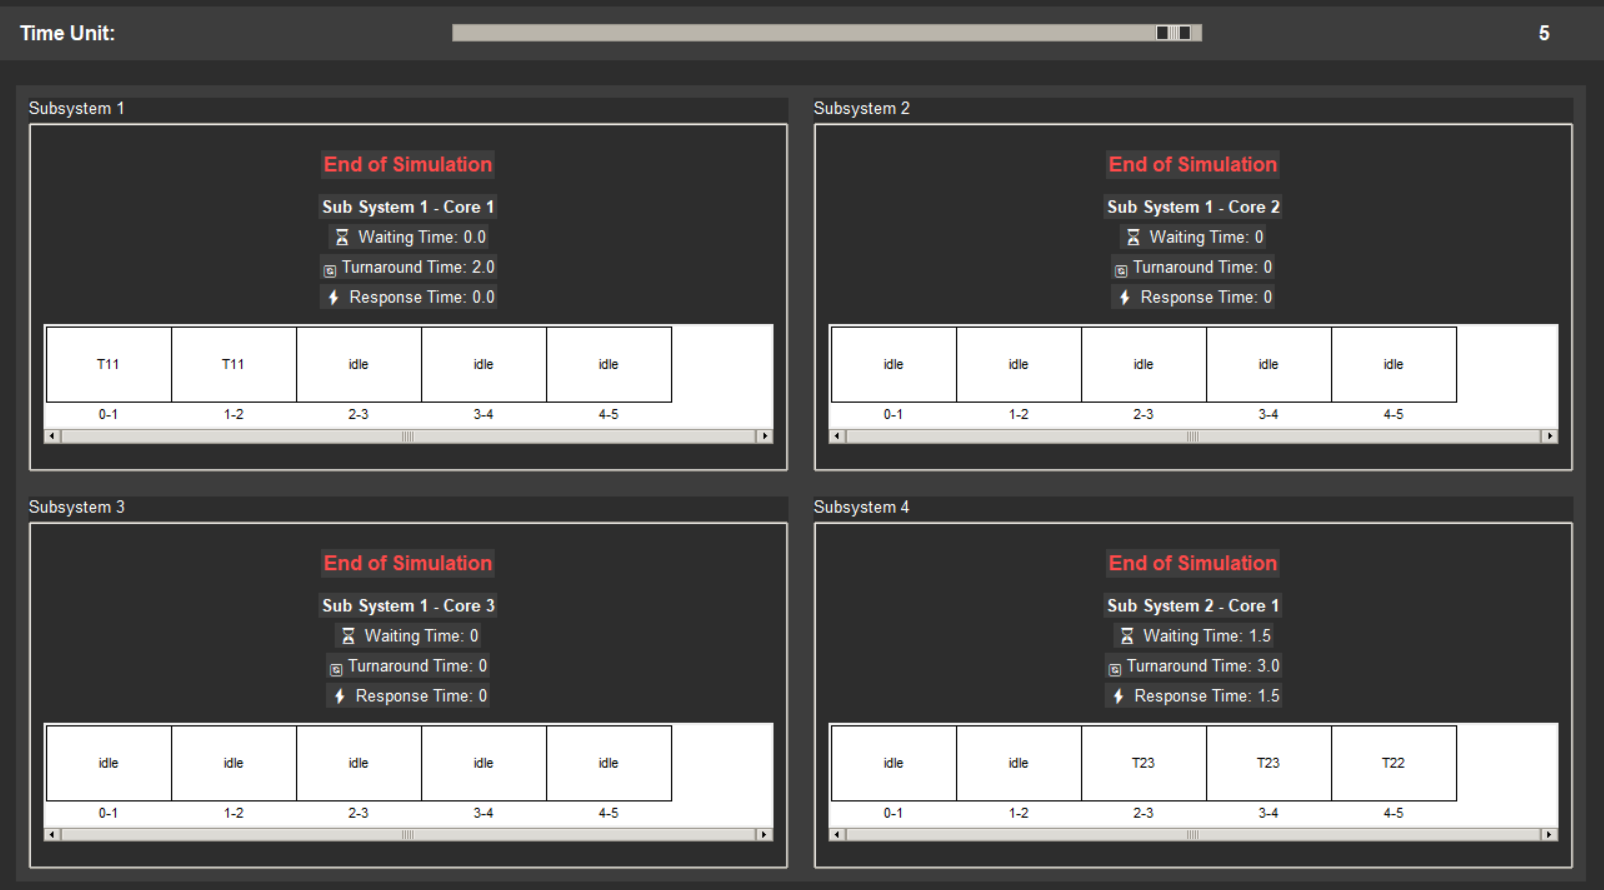 Time Unit: 5
Subsystem 1
End of Simulation
Sub System 1 - Core 1
Waiting Time: 0.0
Turnaround Time: 2.0
Response Time: 0.0
T11 T11 idle idle idle
0-1 1-2 2-3 3-4 4-5
Subsystem 2
End of Simulation
Sub System 1 - Core 2
Waiting Time: 0
Turnaround Time: 0
Response Time: 0
idle idle idle idle idle
0-1 1-2 2-3 3-4 4-5
Subsystem 3
End of Simulation
Sub System 1 - Core 3
Waiting Time: 0
Turnaround Time: 0
Response Time: 0
idle idle idle idle idle
0-1 1-2 2-3 3-4 4-5
Subsystem 4
End of Simulation
Sub System 2 - Core 1
Waiting Time: 1.5
Turnaround Time: 3.0
Response Time: 1.5
idle idle T23 T23 T22
0-1 1-2 2-3 3-4 4-5